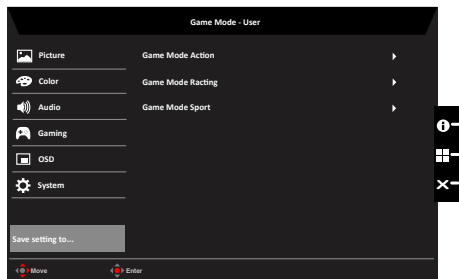 Game Mode - User
Picture
Color
Audio
Gaming
OSD
System
Save setting to...
Game Mode Action
Game Mode Racting
Game Mode Sport
Move
Enter